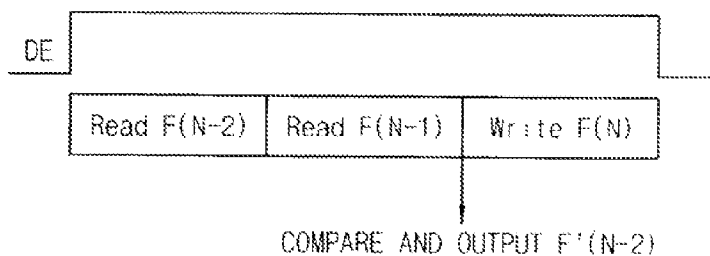 DE
Read F(N-2) Read F(N-1) Write F(N)
COMPARE AND OUTPUT F'(N-2)